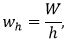 w_h = W/h,